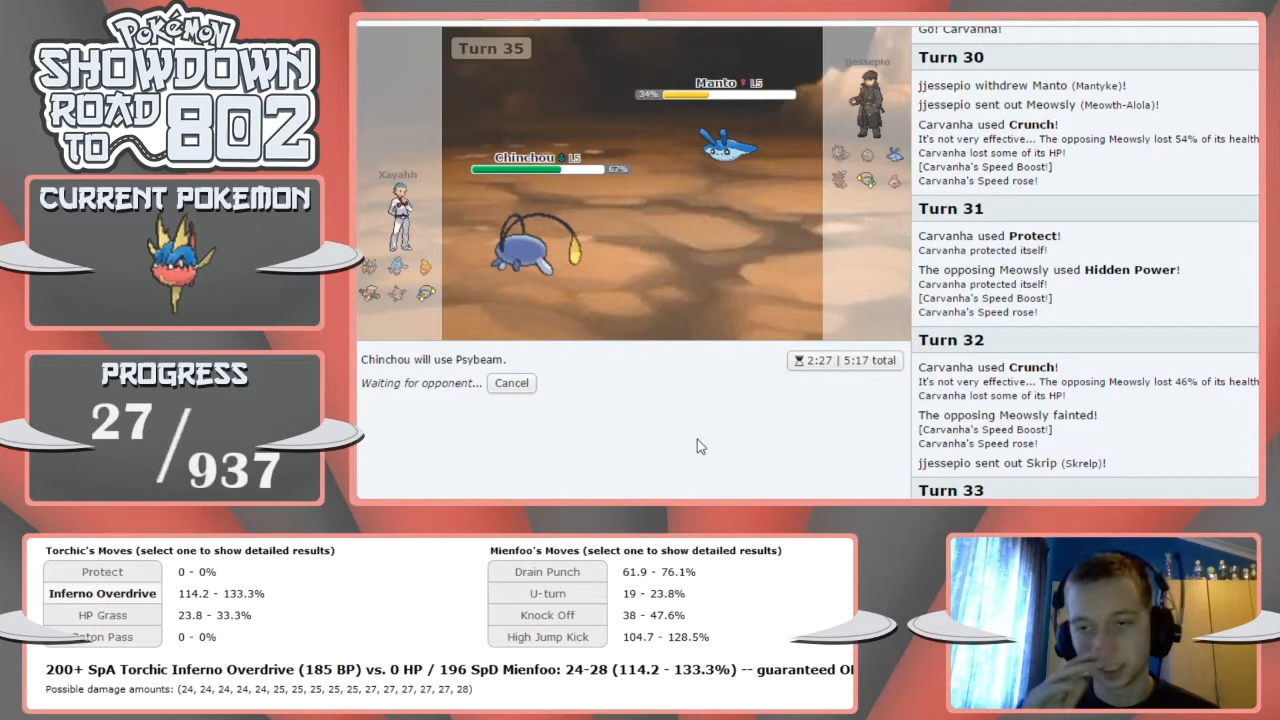 Pokémon
SHOWDOWN
ROAD
TO 802
CURRENT POKEMON
PROGRESS
27/937
Turn 35
Manto L5
34%
jjessepio
Chinchou L5
67%
Xayahh
Chinchou will use Psybeam.
Waiting for opponent... Cancel
2:27 | 5:17 total
Go! Carvanha!
Turn 30
jjessepio withdrew Manto (Mantyke)!
jjessepio sent out Meowsly (Meowth-Alola)!
Carvanha used Crunch!
It's not very effective... The opposing Meowsly lost 54% of its health
Carvanha lost some of its HP!
[Carvanha's Speed Boost!]
Carvanha's Speed rose!
Turn 31
Carvanha used Protect!
Carvanha protected itself!
The opposing Meowsly used Hidden Power!
Carvanha protected itself!
[Carvanha's Speed Boost!]
Carvanha's Speed rose!
Turn 32
Carvanha used Crunch!
It's not very effective... The opposing Meowsly lost 46% of its health
Carvanha lost some of its HP!
The opposing Meowsly fainted!
[Carvanha's Speed Boost!]
Carvanha's Speed rose!
jjessepio sent out Skrip (Skrelp)!
Turn 33
Torchic's Moves (select one to show detailed results)
Protect 0 - 0%
Inferno Overdrive 114.2 - 133.3%
HP Grass 23.8 - 33.3%
Baton Pass 0 - 0%
Mienfoo's Moves (select one to show detailed results)
Drain Punch 61.9 - 76.1%
U-turn 19 - 23.8%
Knock Off 38 - 47.6%
High Jump Kick 104.7 - 128.5%
200+ SpA Torchic Inferno Overdrive (185 BP) vs. 0 HP / 196 SpD Mienfoo: 24-28 (114.2 - 133.3%) -- guaranteed
Possible damage amounts: (24, 24, 24, 24, 24, 25, 25, 25, 25, 25, 27, 27, 27, 27, 27, 28)